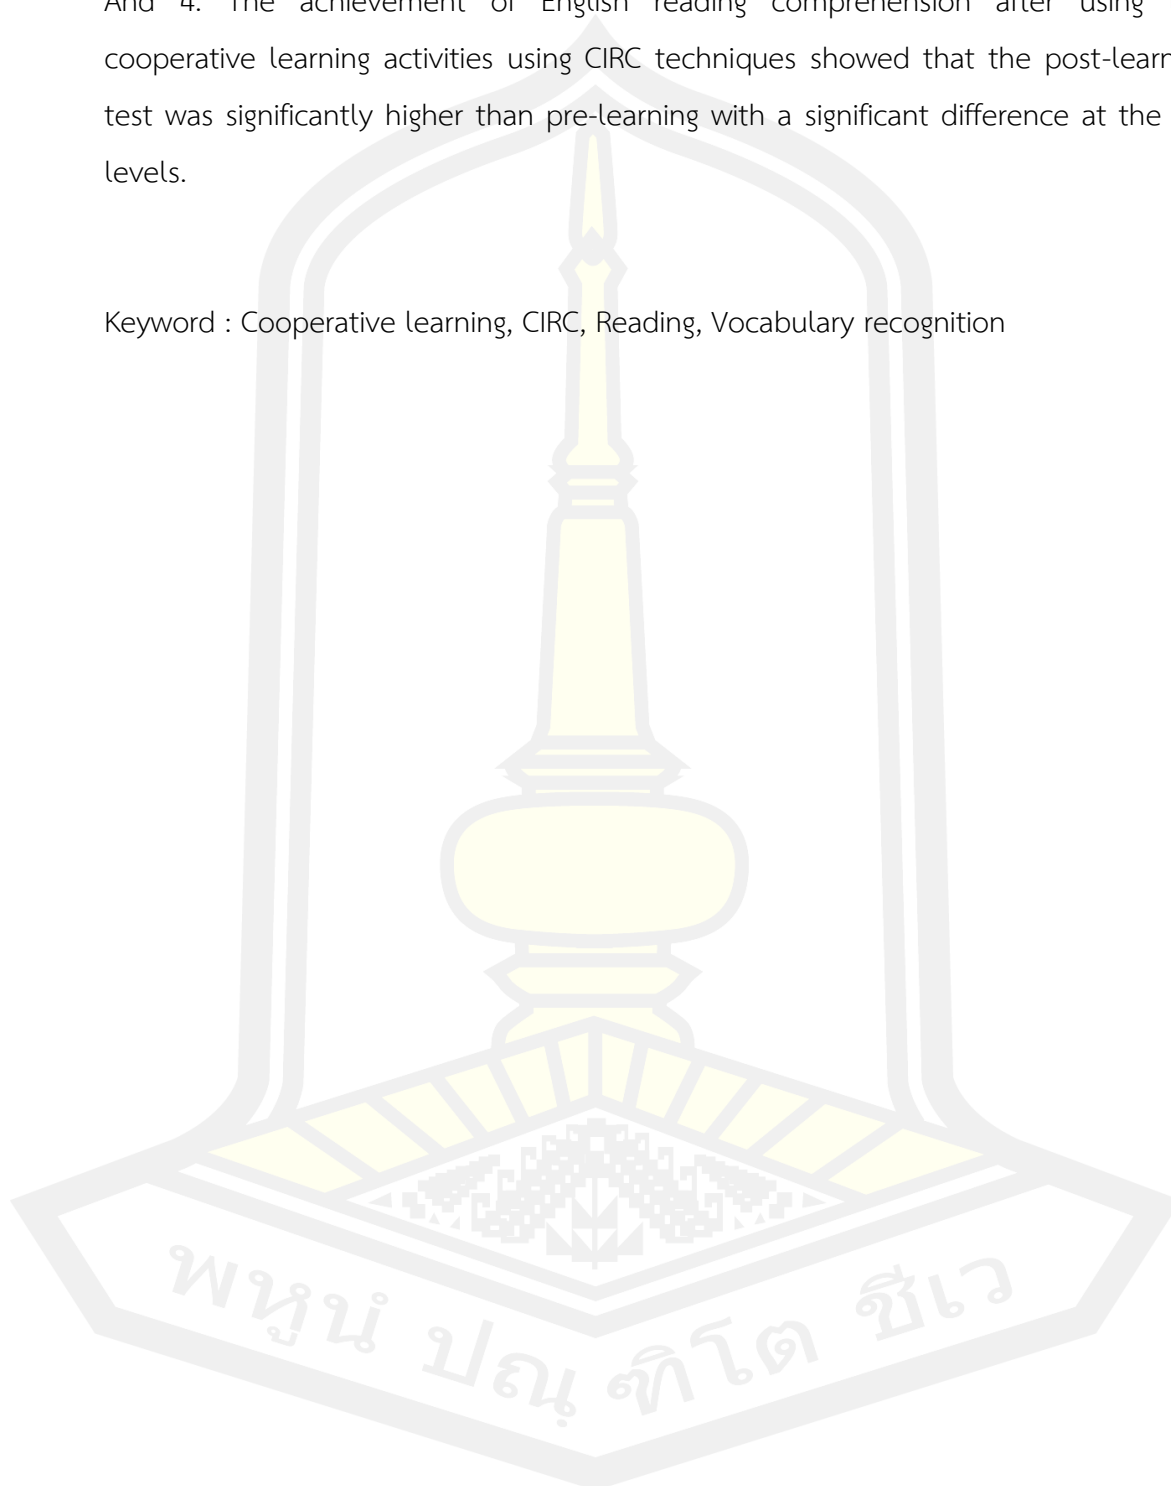 And 4. The achievement of English reading comprehension after using
cooperative learning activities using CIRC techniques showed that the post-learn
test was significantly higher than pre-learning with a significant difference at the
levels.
Keyword : Cooperative learning, CIRC, Reading, Vocabulary recognition
พหูนํ ปณฺฑิโต ชีเว